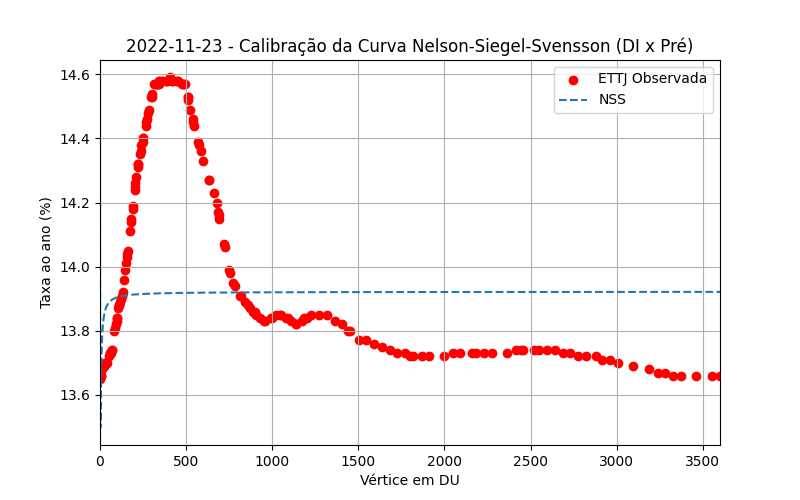 2022-11-23 - Calibração da Curva Nelson-Siegel-Svensson (DI x Pré)
14.6
14.4
14.2
14.0
13.8
13.6
Taxa ao ano (%)
ETTJ Observada
NSS
0
500
1000
1500
2000
2500
3000
3500
Vértice em DU